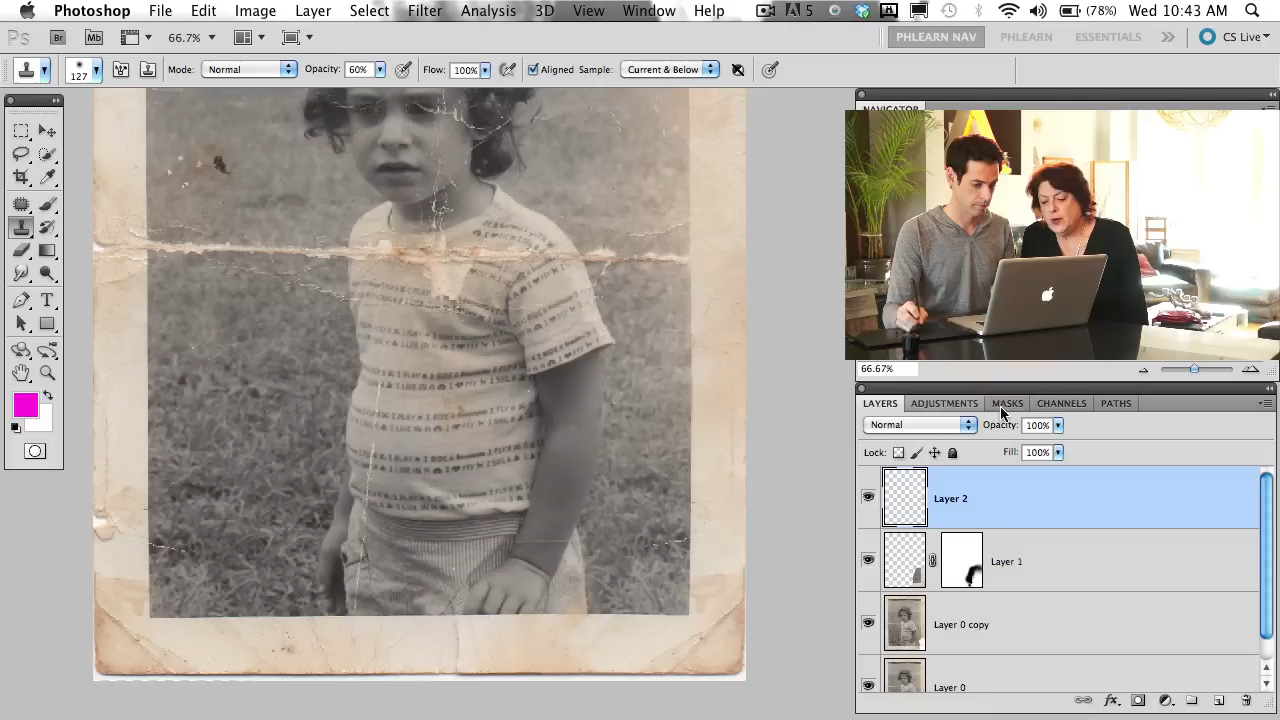 Photoshop File Edit Image Layer Select Filter Analysis 3D View Window Help 5 (78%) Wed 10:43 AM
Ps Br Mb 66.7% PHLEARN NAV PHLEARN ESSENTIALS CS Live
127 Mode: Normal Opacity: 60% Flow: 100% Aligned Sample: Current & Below
NAVIGATOR
66.67%
LAYERS ADJUSTMENTS MASKS CHANNELS PATHS
Normal Opacity: 100%
Lock: Fill: 100%
Layer 2
Layer 1
Layer 0 copy
Layer 0
fx